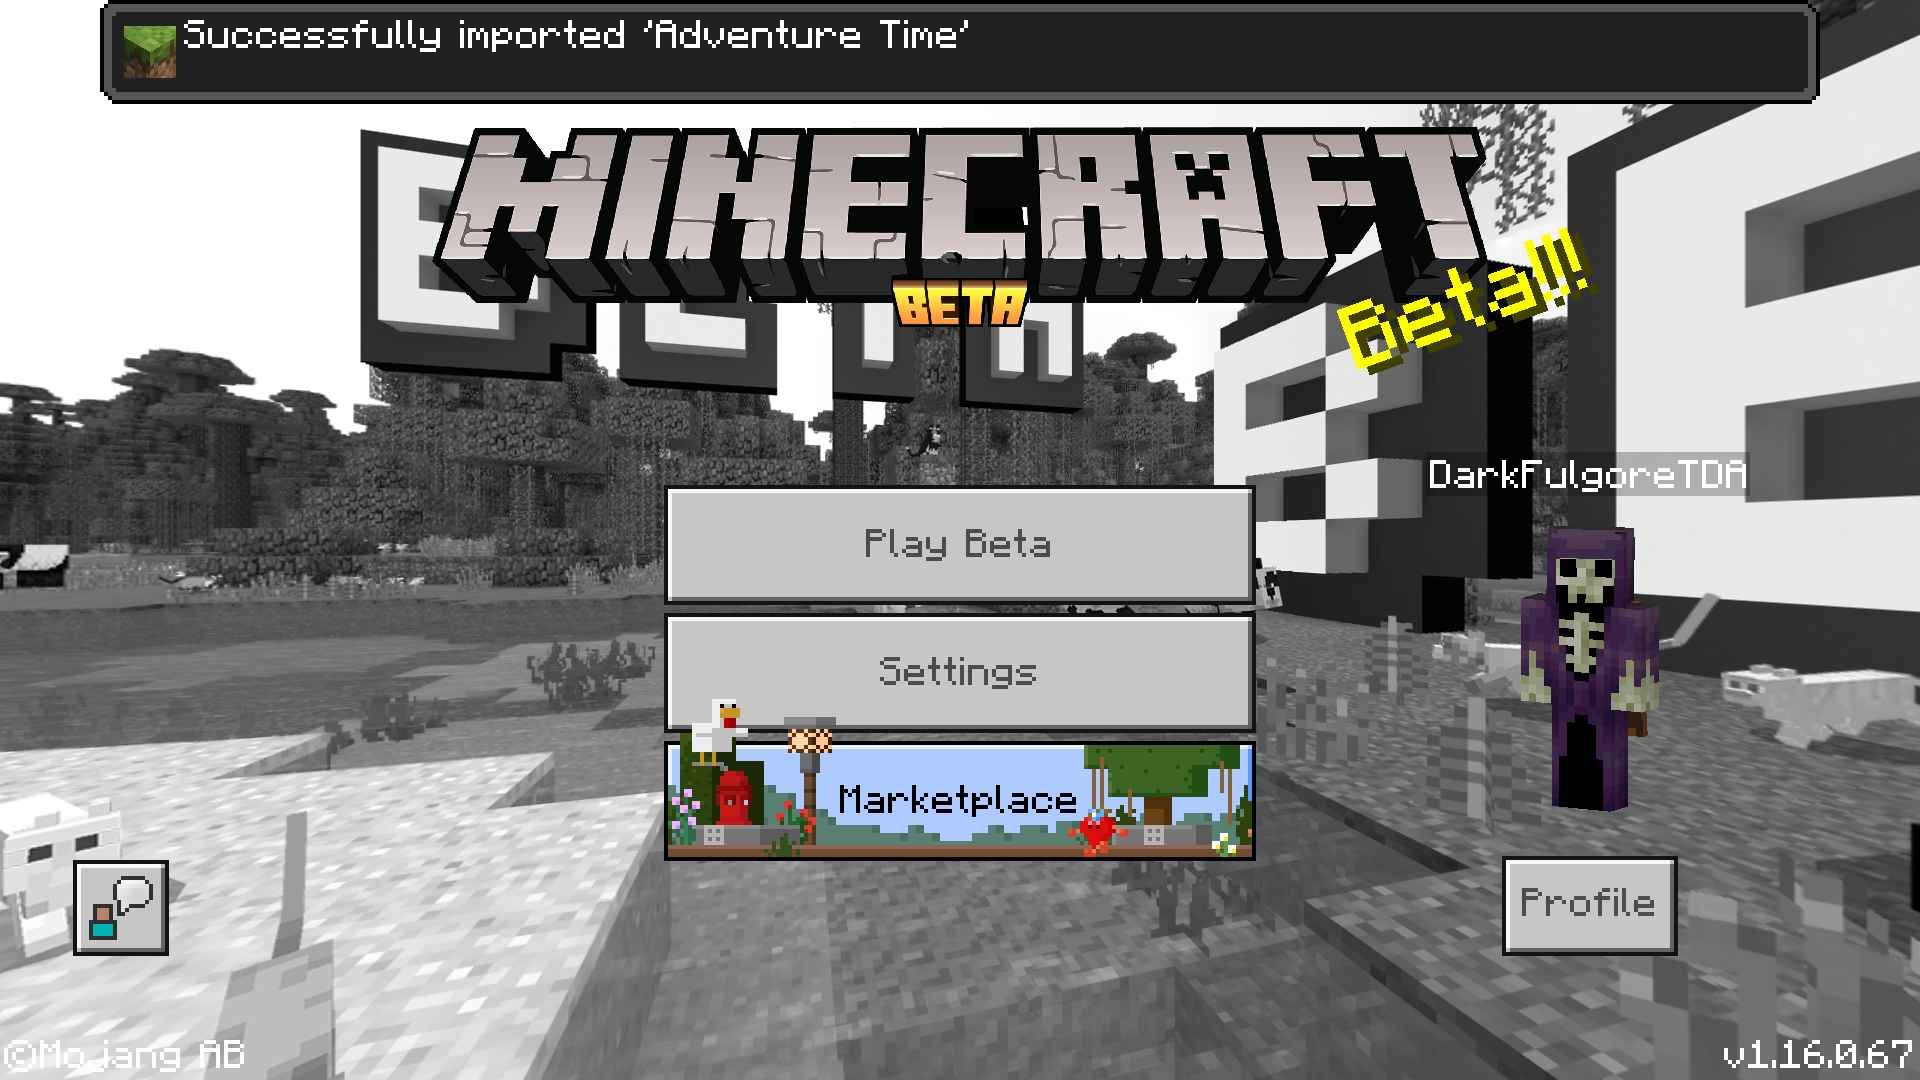 Successfully imported 'Adventure Time'
MINECRAFT
BETA
Beta!!!
DarkFulgoreTDA
Play Beta
Settings
Marketplace
Profile
©Mojang AB
v1.16.0.67